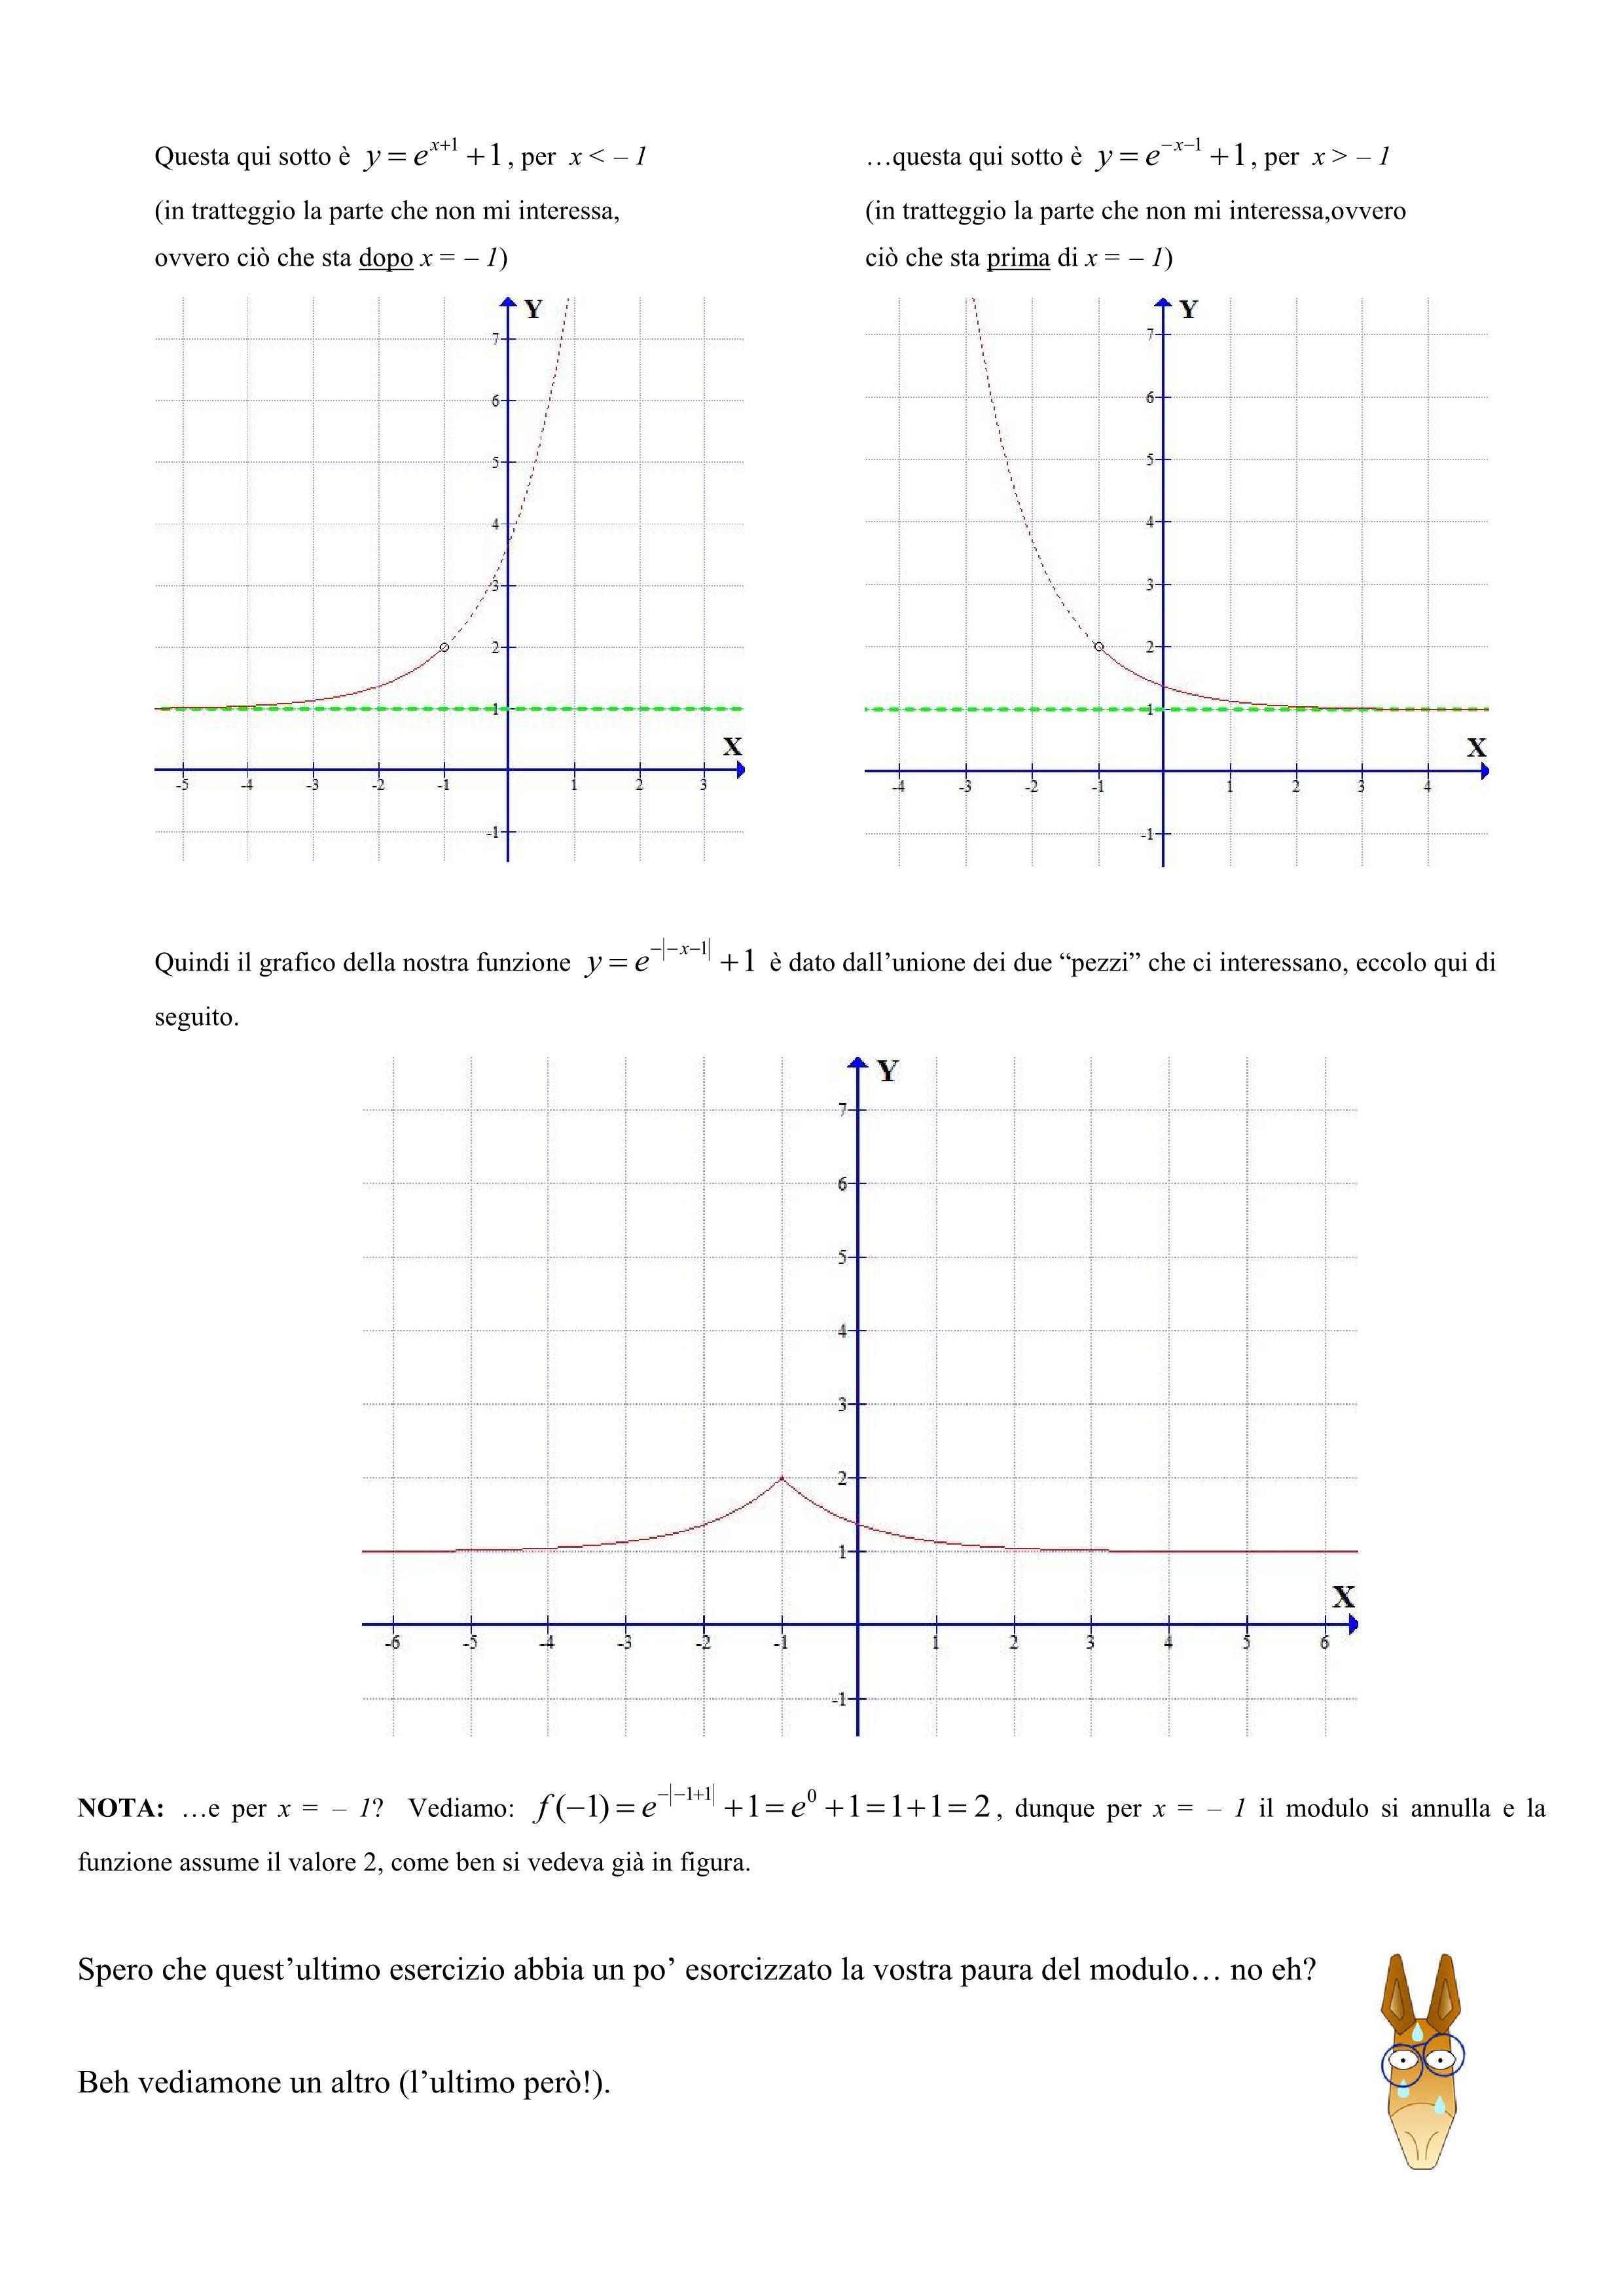 Questa qui sotto è y = e^{x+1} + 1, per x < – 1
(in tratteggio la parte che non mi interessa,
ovvero ciò che sta dopo x = – 1)
…questa qui sotto è y = e^{−x−1} + 1, per x > – 1
(in tratteggio la parte che non mi interessa,ovvero
ciò che sta prima di x = – 1)
Y
7
6
5
4
3
2
1
X
-5 -4 -3 -2 -1 1 2 3
-1
Y
7
6
5
4
3
2
1
X
-4 -3 -2 -1 1 2 3 4
-1
Quindi il grafico della nostra funzione y = e^{−|−x−1|} + 1 è dato dall’unione dei due “pezzi” che ci interessano, eccolo qui di
seguito.
Y
7
6
5
4
3
2
1
X
-6 -5 -4 -3 -2 -1 1 2 3 4 5 6
-1
NOTA: …e per x = – 1? Vediamo: f(−1) = e^{−|−1+1|} + 1 = e^0 + 1 = 1 + 1 = 2, dunque per x = – 1 il modulo si annulla e la
funzione assume il valore 2, come ben si vedeva già in figura.
Spero che quest’ultimo esercizio abbia un po’ esorcizzato la vostra paura del modulo… no eh?
Beh vediamone un altro (l’ultimo però!).